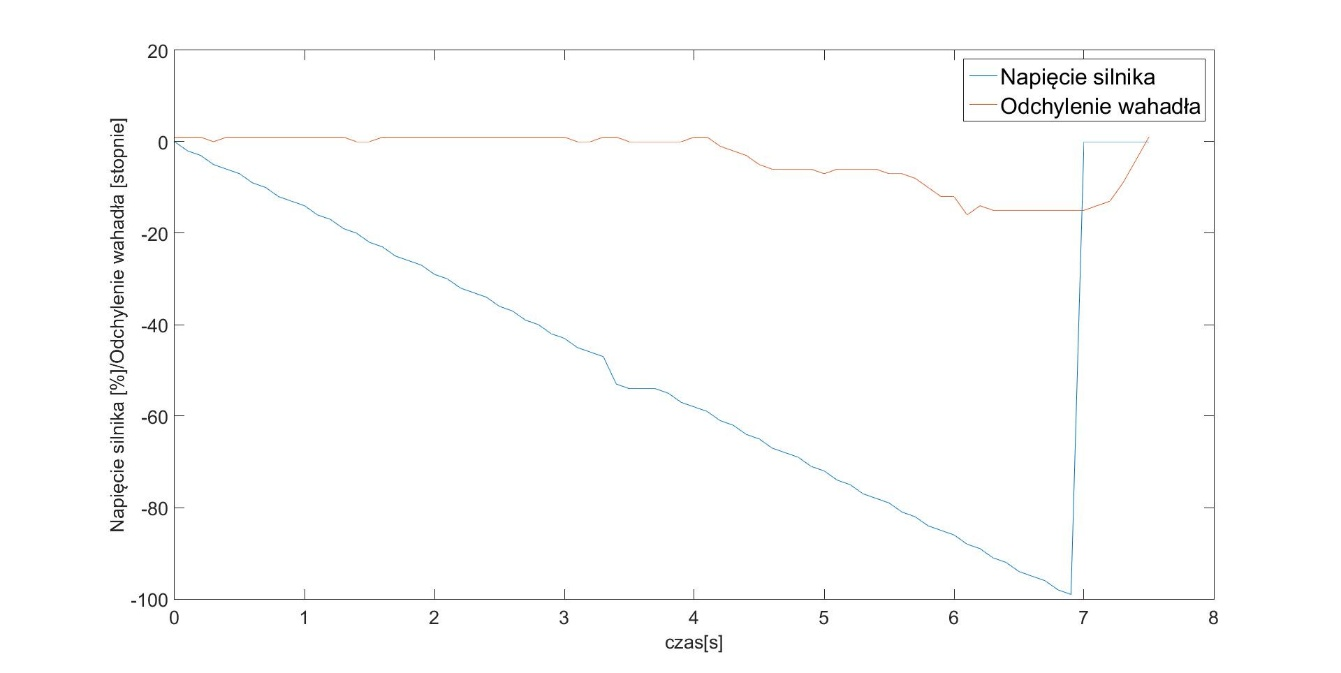 20
0
-20
-40
-60
-80
-100
0 1 2 3 4 5 6 7 8
czas[s]
Napięcie silnika [%]/Odchylenie wahadła [stopnie]
Napięcie silnika
Odchylenie wahadła